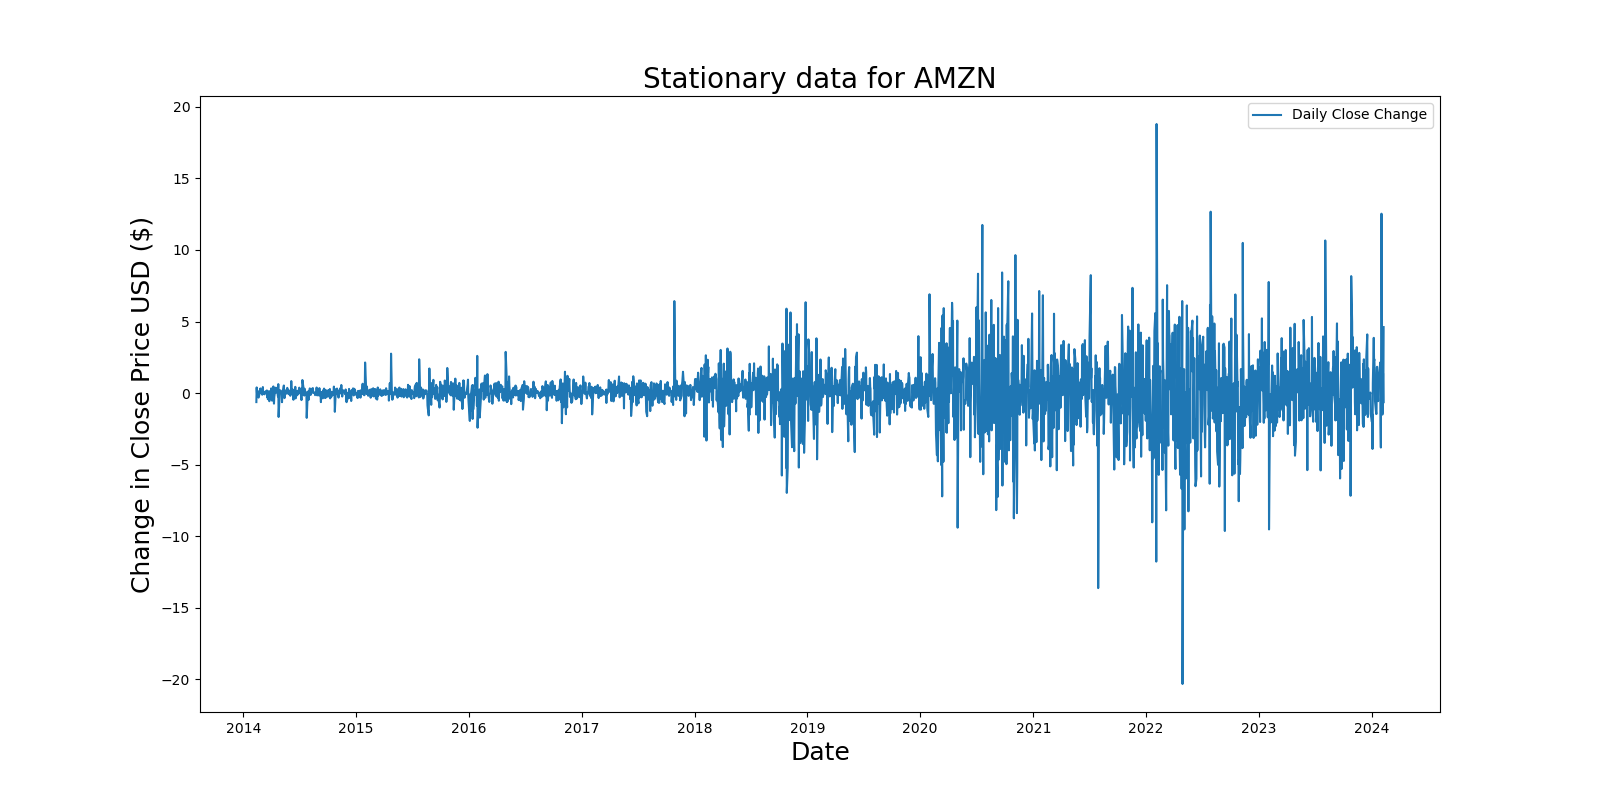 Stationary data for AMZN
Daily Close Change
Change in Close Price USD ($)
20
15
10
5
0
−5
−10
−15
−20
2014 2015 2016 2017 2018 2019 2020 2021 2022 2023 2024
Date